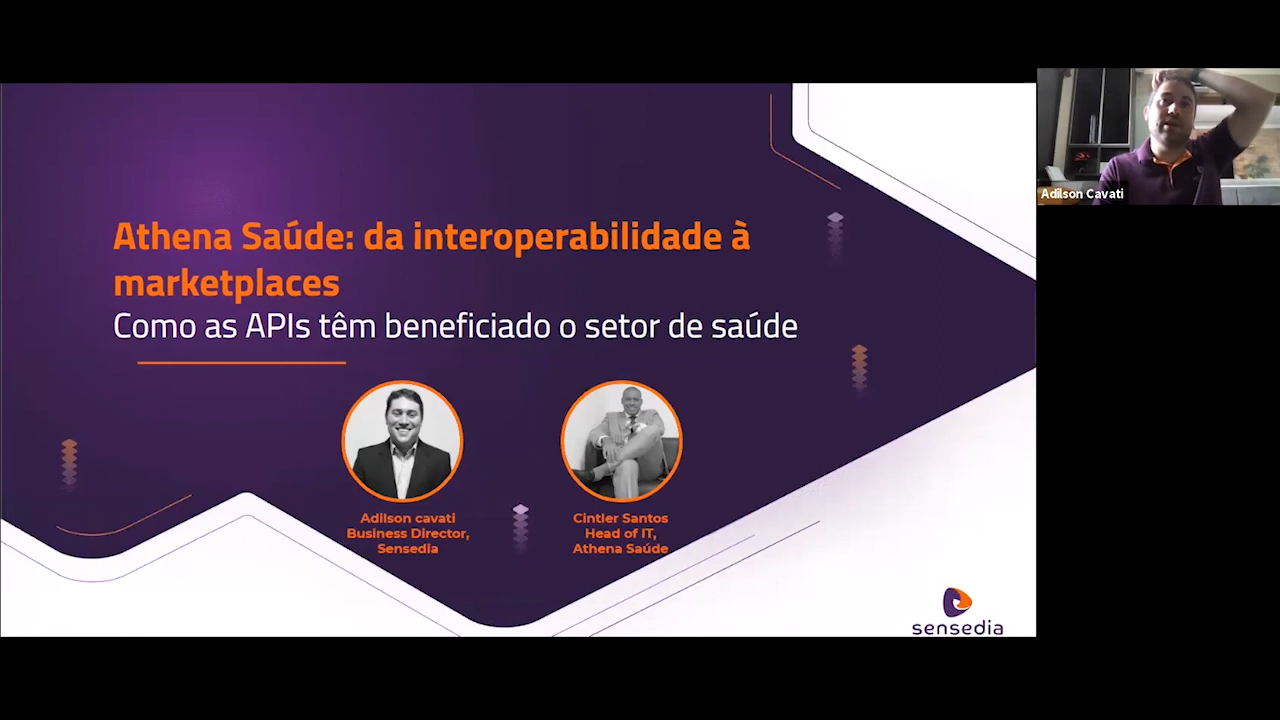 Athena Saúde: da interoperabilidade à
marketplaces
Como as APIs têm beneficiado o setor de saúde
Adilson cavati
Business Director,
Sensedia
Cintler Santos
Head of IT,
Athena Saúde
sensedia
Adilson Cavati